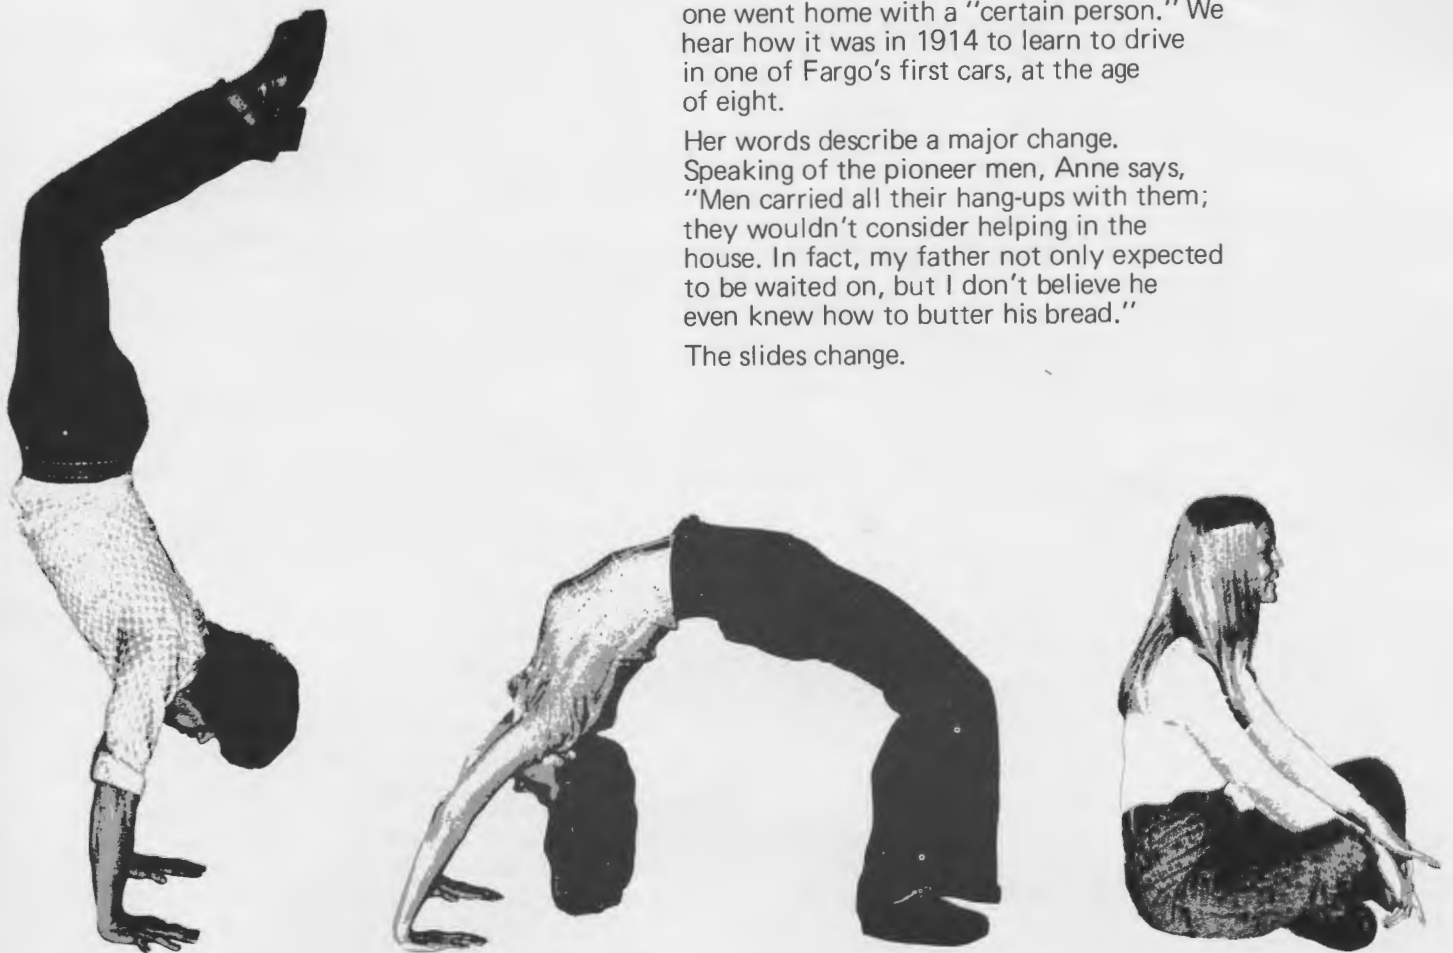 one went home with a "certain person." We
hear how it was in 1914 to learn to drive
in one of Fargo's first cars, at the age
of eight.
Her words describe a major change.
Speaking of the pioneer men, Anne says,
"Men carried all their hang-ups with them;
they wouldn't consider helping in the
house. In fact, my father not only expected
to be waited on, but I don't believe he
even knew how to butter his bread."
The slides change.